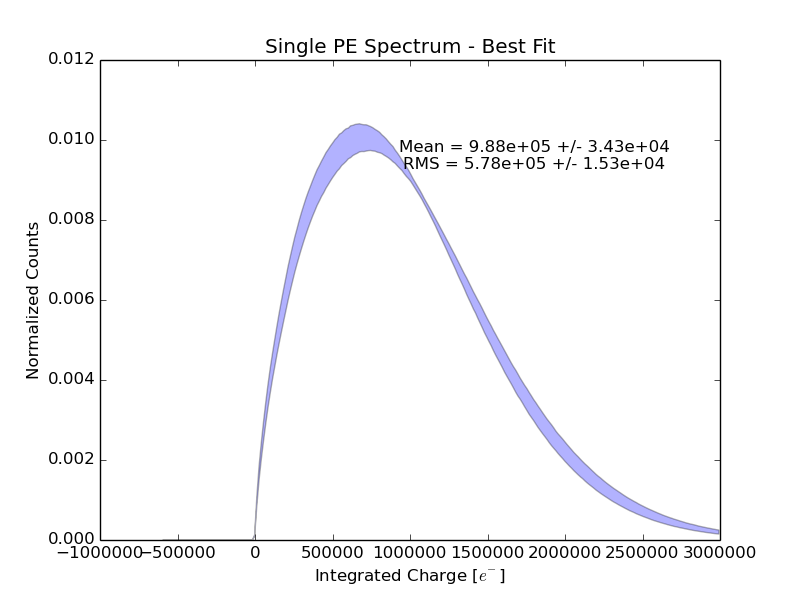 Single PE Spectrum - Best Fit
0.012
0.010
Mean = 9.88e+05 +/- 3.43e+04
RMS = 5.78e+05 +/- 1.53e+04
0.008
Normalized Counts
0.006
0.004
0.002
0.000
−1000000 −500000 0 500000 1000000 1500000 2000000 2500000 3000000
Integrated Charge [e⁻]